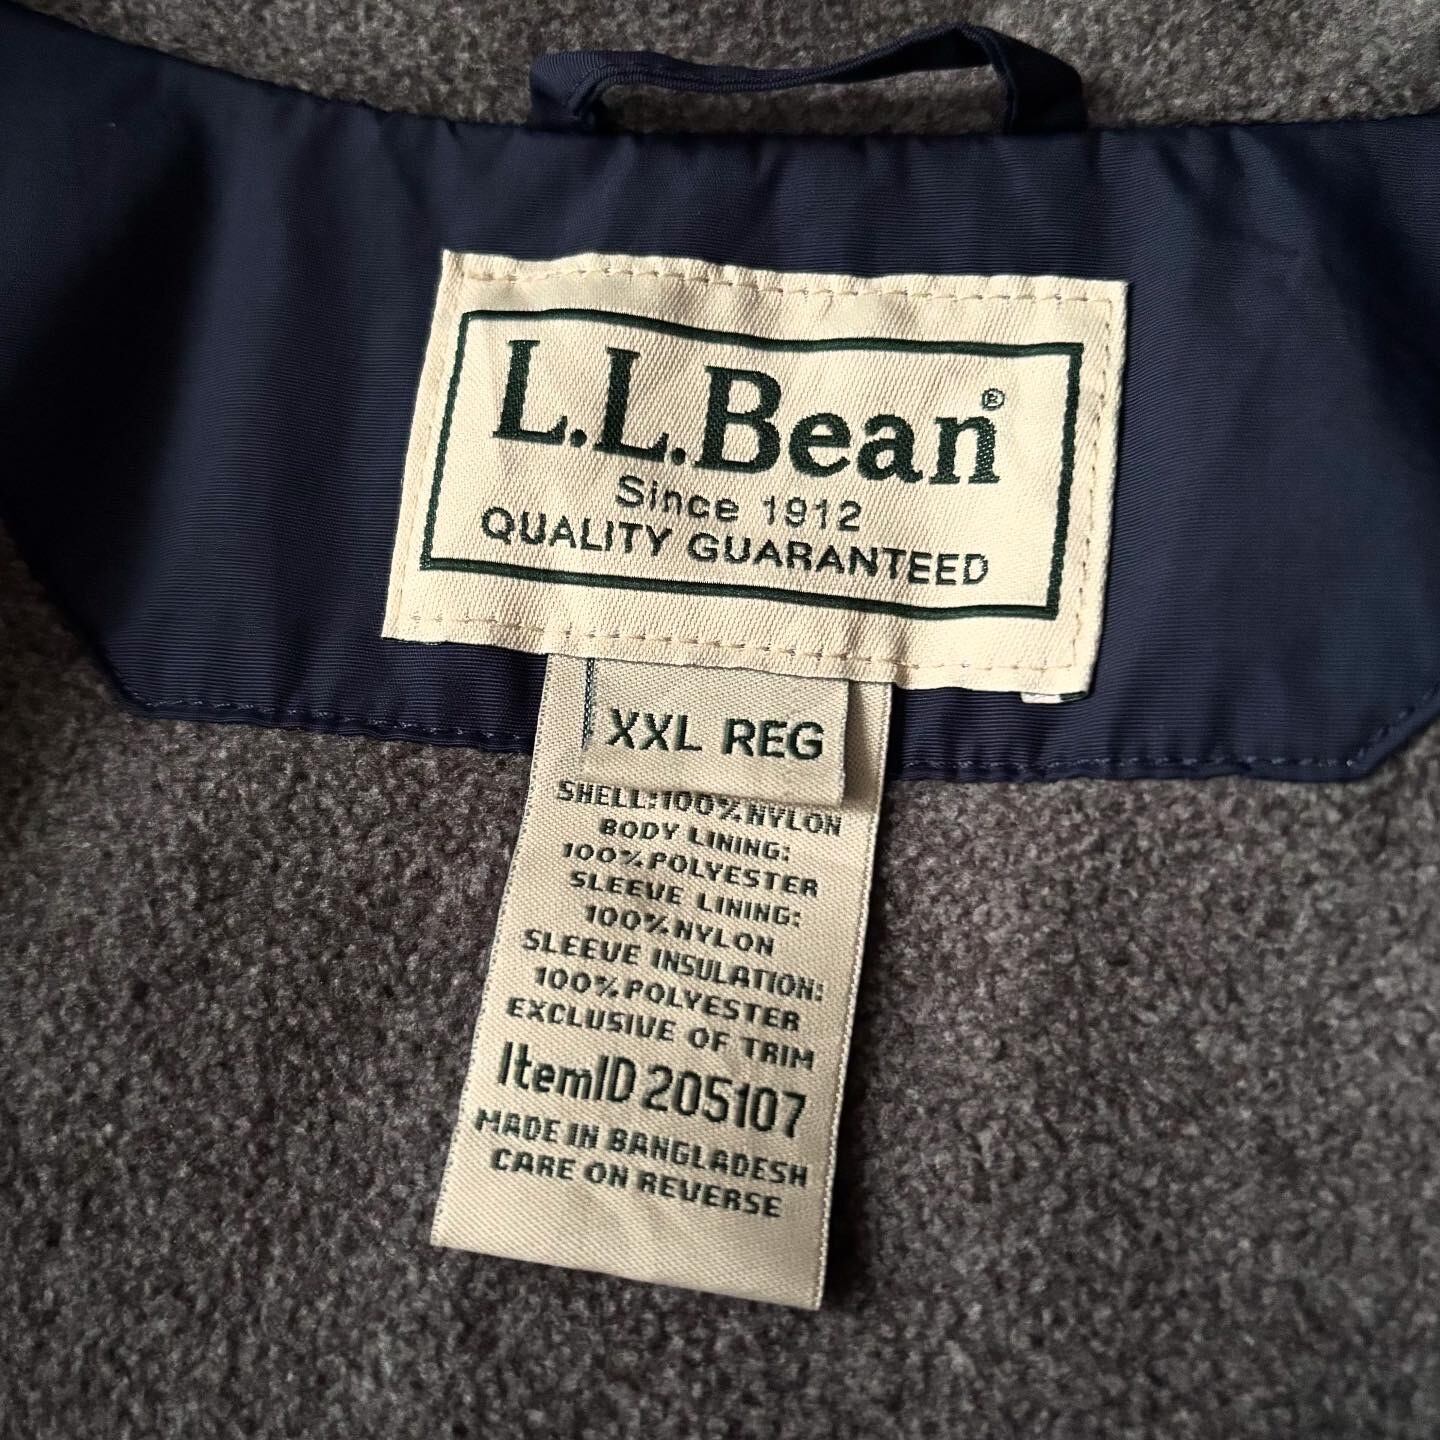 L.L.Bean®
Since 1912
QUALITY GUARANTEED
XXL REG
SHELL:100%NYLON
BODY LINING:
100%POLYESTER
SLEEVE LINING:
100%NYLON
SLEEVE INSULATION:
100%POLYESTER
EXCLUSIVE OF TRIM
ItemID 205107
MADE IN BANGLADESH
CARE ON REVERSE